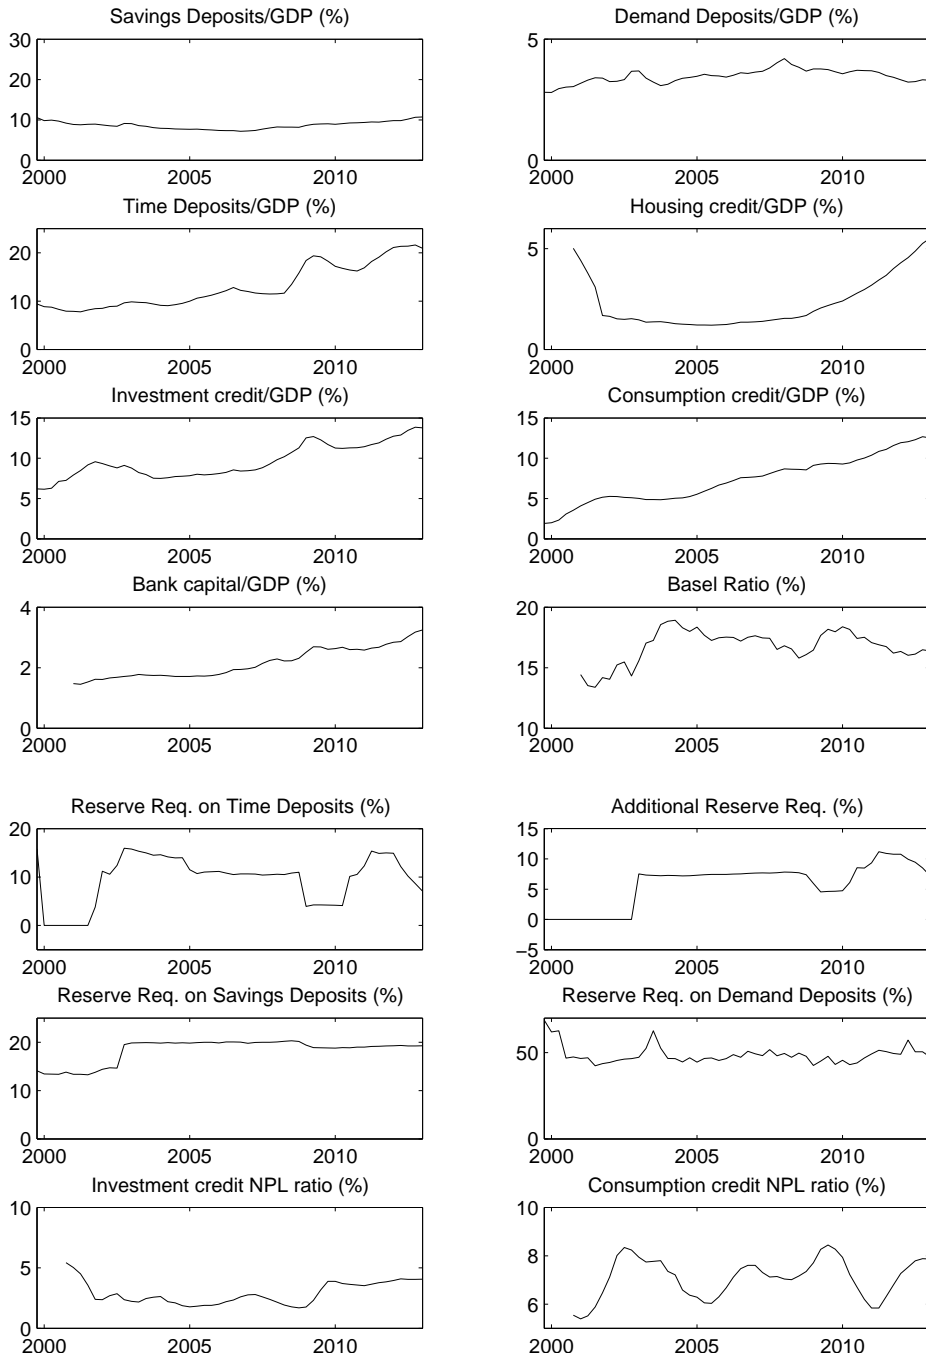 Savings Deposits/GDP (%)
30
20
10
0
2000 2005 2010
Demand Deposits/GDP (%)
5
0
2000 2005 2010
Time Deposits/GDP (%)
20
10
0
2000 2005 2010
Housing credit/GDP (%)
5
0
2000 2005 2010
Investment credit/GDP (%)
15
10
5
0
2000 2005 2010
Consumption credit/GDP (%)
15
10
5
0
2000 2005 2010
Bank capital/GDP (%)
4
2
0
2000 2005 2010
Basel Ratio (%)
20
15
10
2000 2005 2010
Reserve Req. on Time Deposits (%)
20
10
0
2000 2005 2010
Additional Reserve Req. (%)
15
10
5
0
−5
2000 2005 2010
Reserve Req. on Savings Deposits (%)
20
10
0
2000 2005 2010
Reserve Req. on Demand Deposits (%)
50
0
2000 2005 2010
Investment credit NPL ratio (%)
10
5
0
2000 2005 2010
Consumption credit NPL ratio (%)
10
8
6
2000 2005 2010